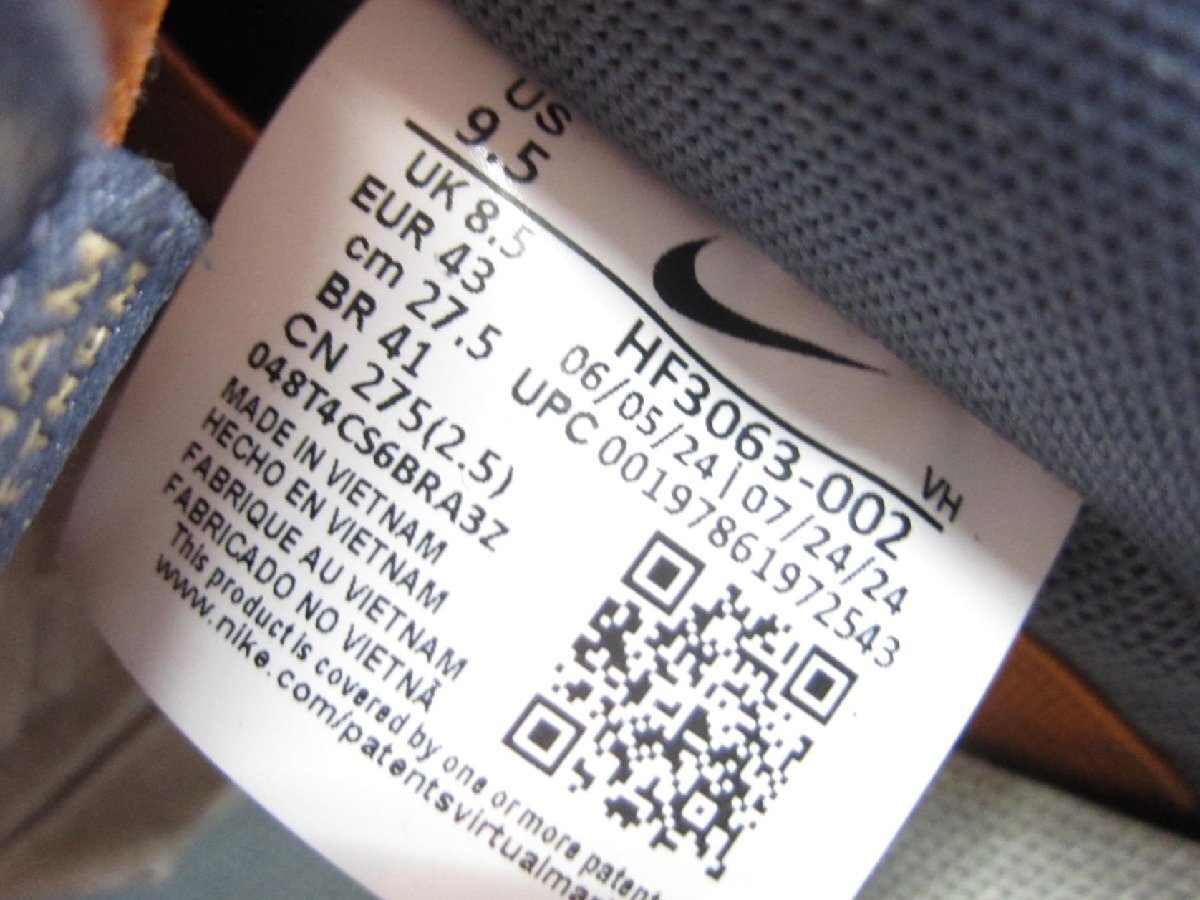 US
9.5
UK 8.5
EUR 43
cm 27.5
BR 41
CN 275(2.5)
048T4CS6BRA3Z
MADE IN VIETNAM
HECHO EN VIETNAM
FABRIQUE AU VIETNAM
FABRICADO NO VIETNÃ
This product is covered by one or more patent
www.nike.com/patentsvirtualmar
VH
HF3063-002
06/05/24 | 07/24/24
UPC 00197861972543